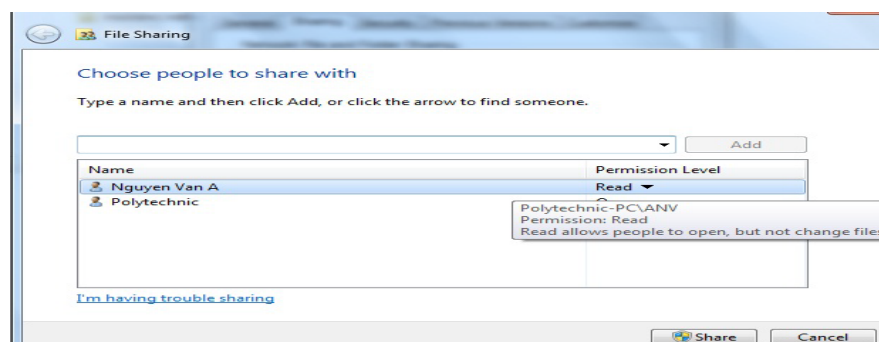 File Sharing
Choose people to share with
Type a name and then click Add, or click the arrow to find someone.
Add
Name Permission Level
Nguyen Van A Read
Polytechnic
Polytechnic-PC\ANV
Permission: Read
Read allows people to open, but not change files
I'm having trouble sharing
Share Cancel